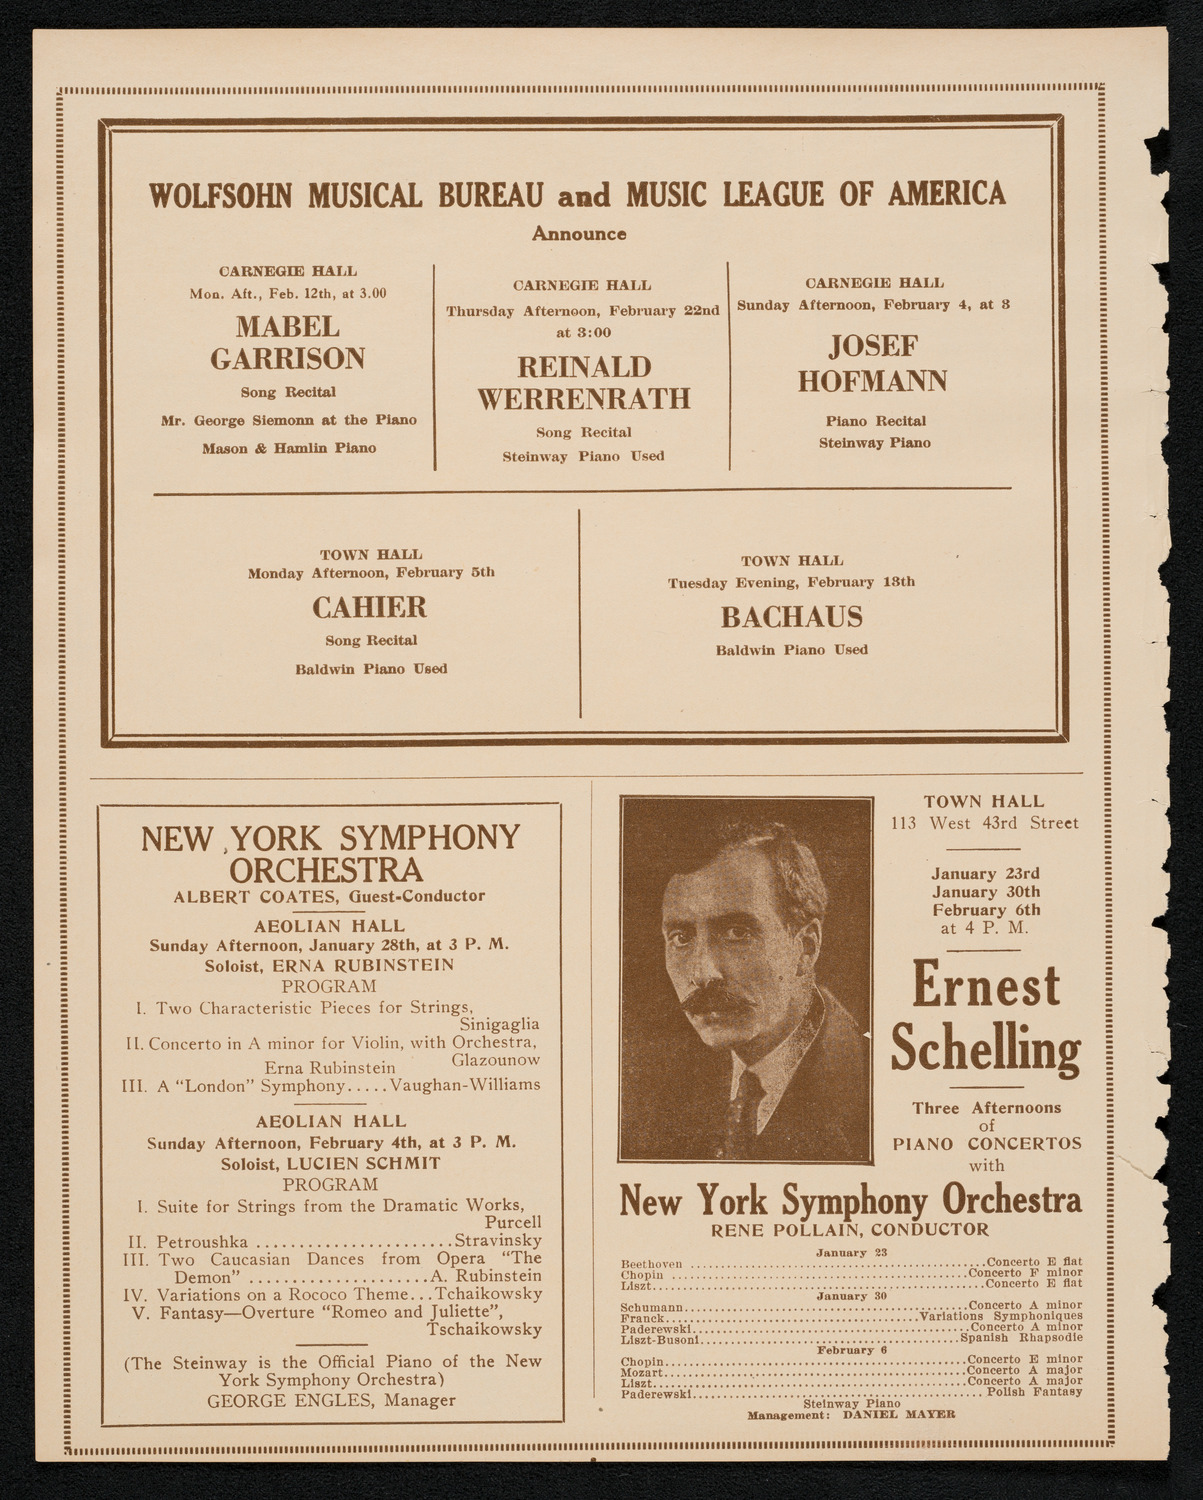 WOLFSOHN MUSICAL BUREAU and MUSIC LEAGUE OF AMERICA
Announce
CARNEGIE HALL
Mon. Aft., Feb. 12th, at 3.00
MABEL
GARRISON
Song Recital
Mr. George Siemonn at the Piano
Mason & Hamlin Piano
CARNEGIE HALL
Thursday Afternoon, February 22nd
at 3:00
REINALD
WERRENRATH
Song Recital
Steinway Piano Used
CARNEGIE HALL
Sunday Afternoon, February 4, at 3
JOSEF
HOFMANN
Piano Recital
Steinway Piano
TOWN HALL
Monday Afternoon, February 5th
CAHIER
Song Recital
Baldwin Piano Used
TOWN HALL
Tuesday Evening, February 13th
BACHAUS
Baldwin Piano Used
NEW YORK SYMPHONY
ORCHESTRA
ALBERT COATES, Guest-Conductor
AEOLIAN HALL
Sunday Afternoon, January 28th, at 3 P. M.
Soloist, ERNA RUBINSTEIN
PROGRAM
I. Two Characteristic Pieces for Strings,
Sinigaglia
II. Concerto in A minor for Violin, with Orchestra,
Erna Rubinstein Glazounow
III. A "London" Symphony.....Vaughan-Williams
AEOLIAN HALL
Sunday Afternoon, February 4th, at 3 P. M.
Soloist, LUCIEN SCHMIT
PROGRAM
I. Suite for Strings from the Dramatic Works,
Purcell
II. Petroushka ......................Stravinsky
III. Two Caucasian Dances from Opera "The
Demon" ....................A. Rubinstein
IV. Variations on a Rococo Theme...Tchaikowsky
V. Fantasy—Overture "Romeo and Juliette",
Tschaikowsky
(The Steinway is the Official Piano of the New
York Symphony Orchestra)
GEORGE ENGLES, Manager
TOWN HALL
113 West 43rd Street
January 23rd
January 30th
February 6th
at 4 P. M.
Ernest
Schelling
Three Afternoons
of
PIANO CONCERTOS
with
New York Symphony Orchestra
RENE POLLAIN, CONDUCTOR
January 23
Beethoven ........................................Concerto E flat
Chopin ........................................Concerto F minor
Liszt.............................................Concerto E flat
January 30
Schumann......................................Concerto A minor
Franck..................................Variations Symphoniques
Paderewski.....................................Concerto A minor
Liszt-Busoni...................................Spanish Rhapsodie
February 6
Chopin.........................................Concerto E minor
Mozart.........................................Concerto A major
Liszt..........................................Concerto A major
Paderewski....................................... Polish Fantasy
Steinway Piano
Management: DANIEL MAYER